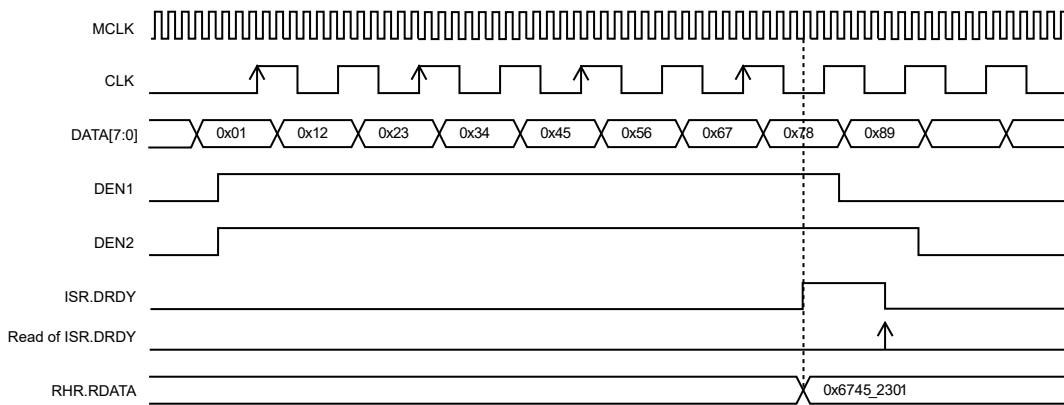 MCLK
CLK
DATA[7:0] 0x01 0x12 0x23 0x34 0x45 0x56 0x67 0x78 0x89
DEN1
DEN2
ISR.DRDY
Read of ISR.DRDY
RHR.RDATA 0x6745_2301